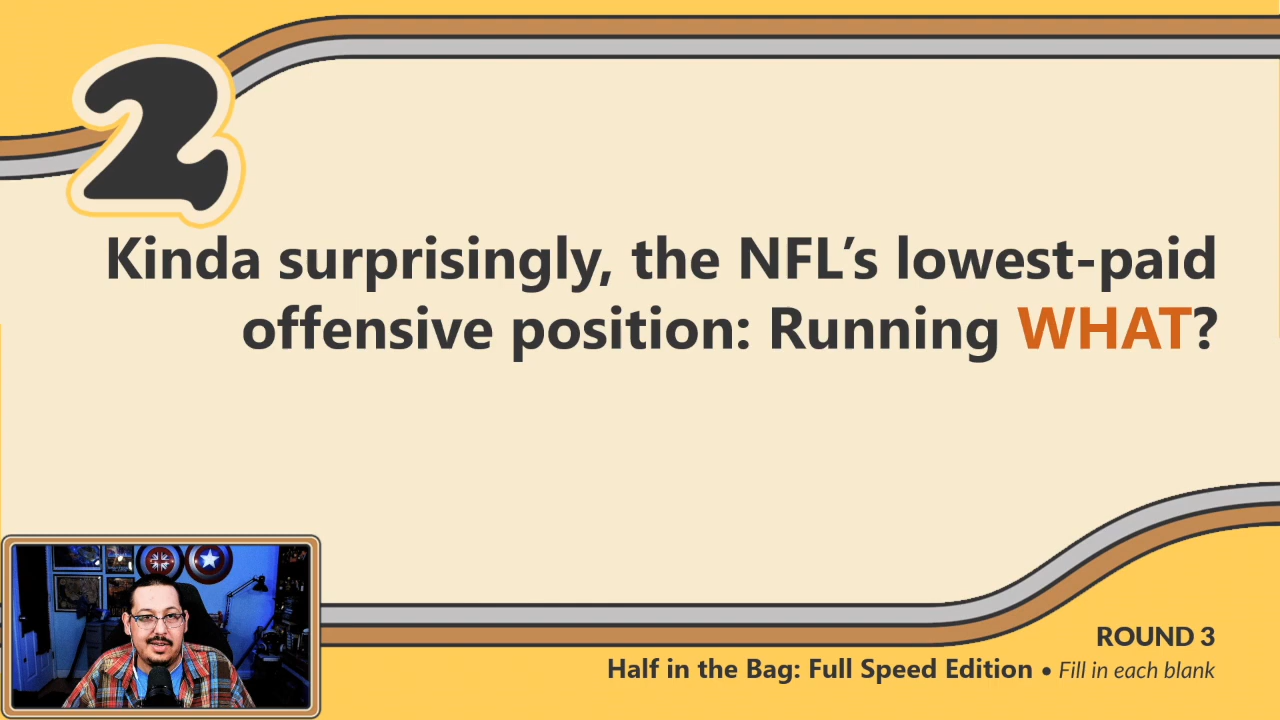 2
Kinda surprisingly, the NFL’s lowest-paid
offensive position: Running WHAT?
ROUND 3
Half in the Bag: Full Speed Edition • Fill in each blank